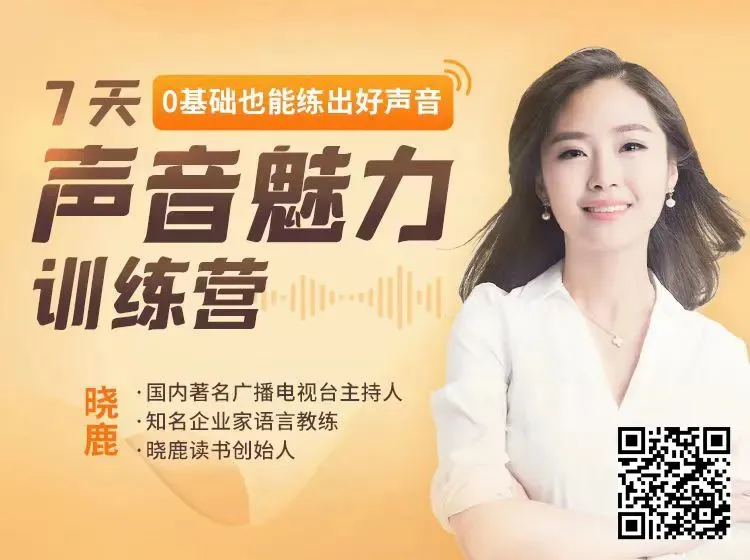 7天
0基础也能练出好声音
声音魅力
训练营
晓鹿
·国内著名广播电视台主持人
·知名企业家语言教练
·晓鹿读书创始人